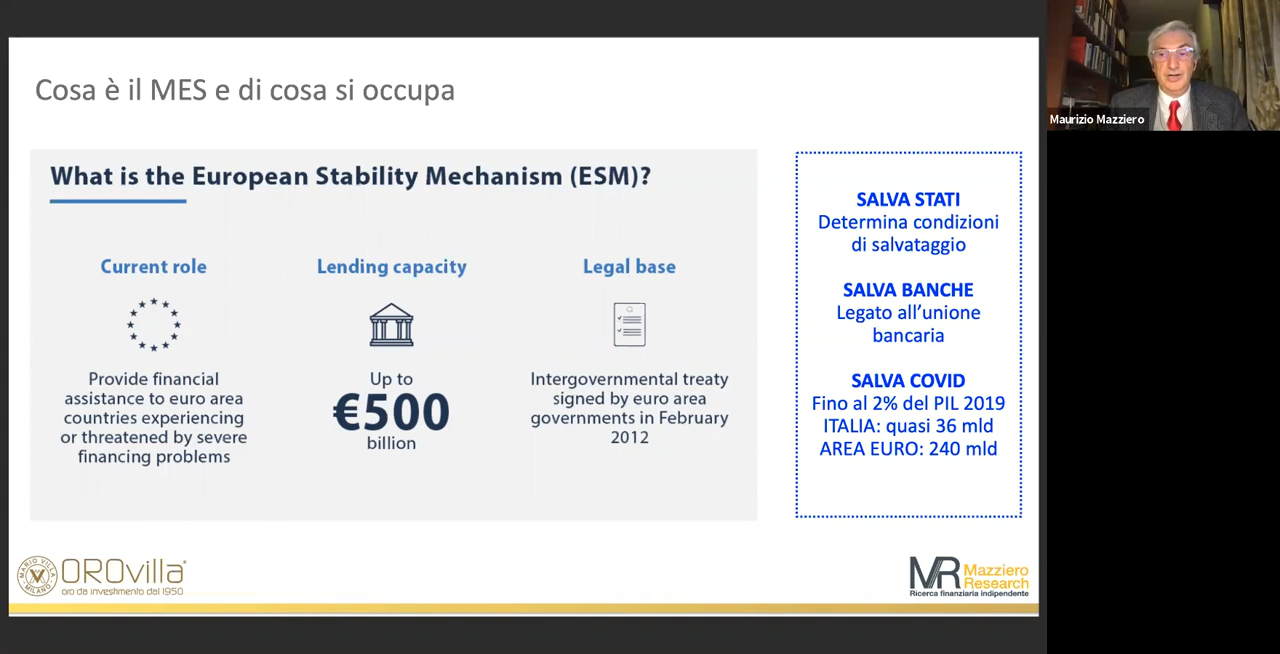 Cosa è il MES e di cosa si occupa
What is the European Stability Mechanism (ESM)?
Current role
Provide financial
assistance to euro area
countries experiencing
or threatened by severe
financing problems
Lending capacity
Up to
€500
billion
Legal base
Intergovernmental treaty
signed by euro area
governments in February
2012
SALVA STATI
Determina condizioni
di salvataggio
SALVA BANCHE
Legato all'unione
bancaria
SALVA COVID
Fino al 2% del PIL 2019
ITALIA: quasi 36 mld
AREA EURO: 240 mld
MARIO VILLA
MILANO
OROvilla
oro da investimento dal 1950
MR
Mazziero
Research
Ricerca finanziaria indipendente
Maurizio Mazziero